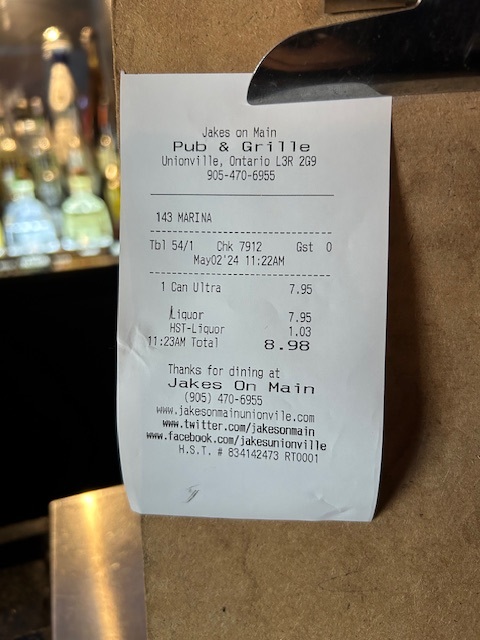 Jakes on Main
Pub & Grille
Unionville, Ontario L3R 2G9
905-470-6955
143 MARINA
Tbl 54/1 Chk 7912 Gst 0
May02'24 11:22AM
1 Can Ultra 7.95
Liquor 7.95
HST-Liquor 1.03
11:23AM Total 8.98
Thanks for dining at
Jakes On Main
(905) 470-6955
www.jakesonmainunionville.com
www.twitter.com/jakesonmain
www.facebook.com/jakesunionville
H.S.T. # 834142473 RT0001